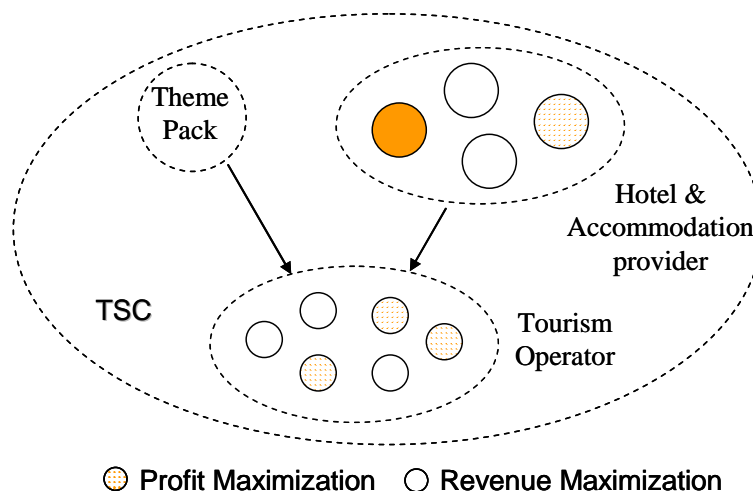 Theme
Pack
Hotel &
Accommodation
provider
TSC
Tourism
Operator
Profit Maximization
Revenue Maximization